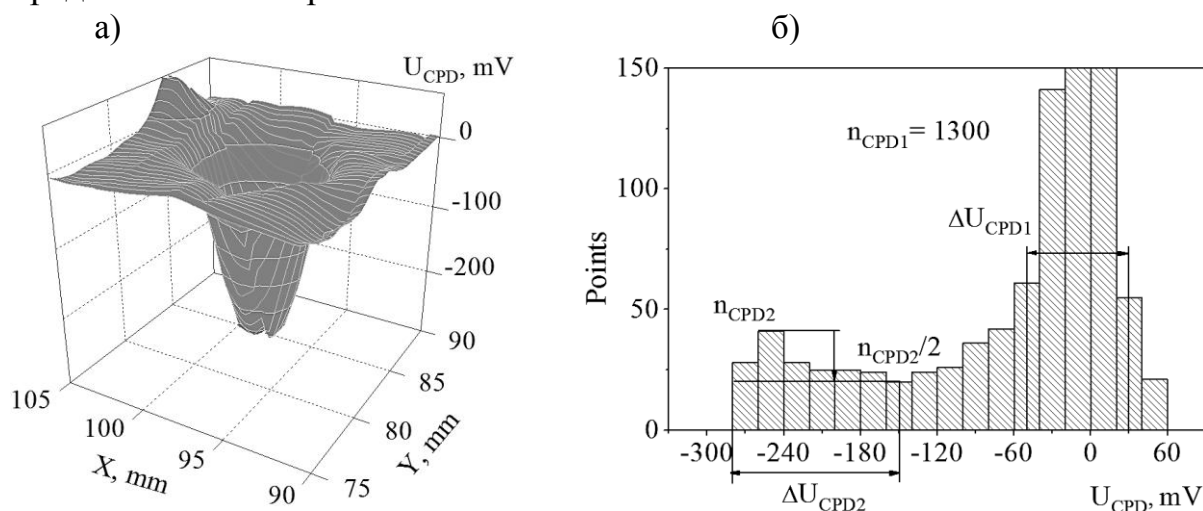 а)
б)
U_CPD, mV
0
-100
-200
90
85
80
75
Y, mm
105
100
95
90
X, mm
150
100
50
0
Points
n_CPD1= 1300
ΔU_CPD1
n_CPD2
n_CPD2/2
-300 -240 -180 -120 -60 0 60
ΔU_CPD2
U_CPD, mV